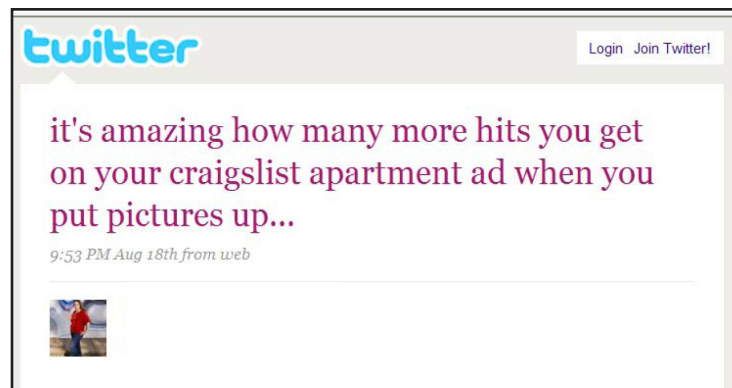 twitter
Login Join Twitter!
it's amazing how many more hits you get
on your craigslist apartment ad when you
put pictures up...
9:53 PM Aug 18th from web